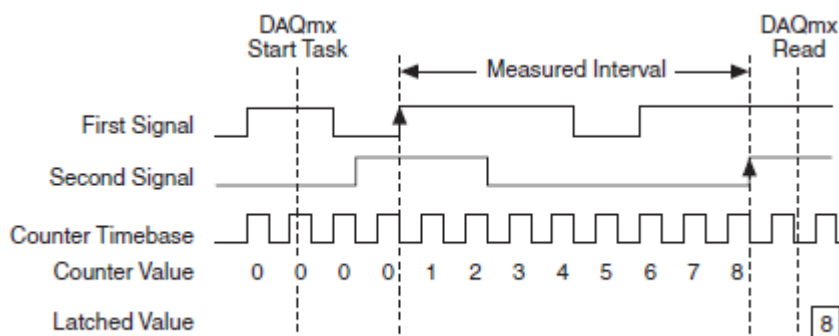 DAQmx Start Task
DAQmx Read
Measured Interval
First Signal
Second Signal
Counter Timebase
Counter Value 0 0 0 0 1 2 3 4 5 6 7 8
Latched Value 8